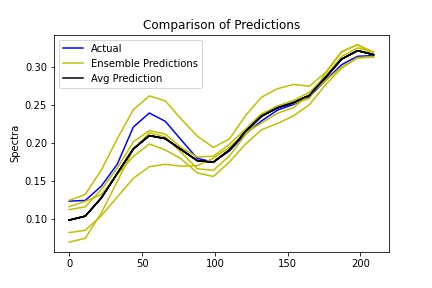 Comparison of Predictions
Actual
Ensemble Predictions
Avg Prediction
Spectra
0.30
0.25
0.20
0.15
0.10
0 50 100 150 200